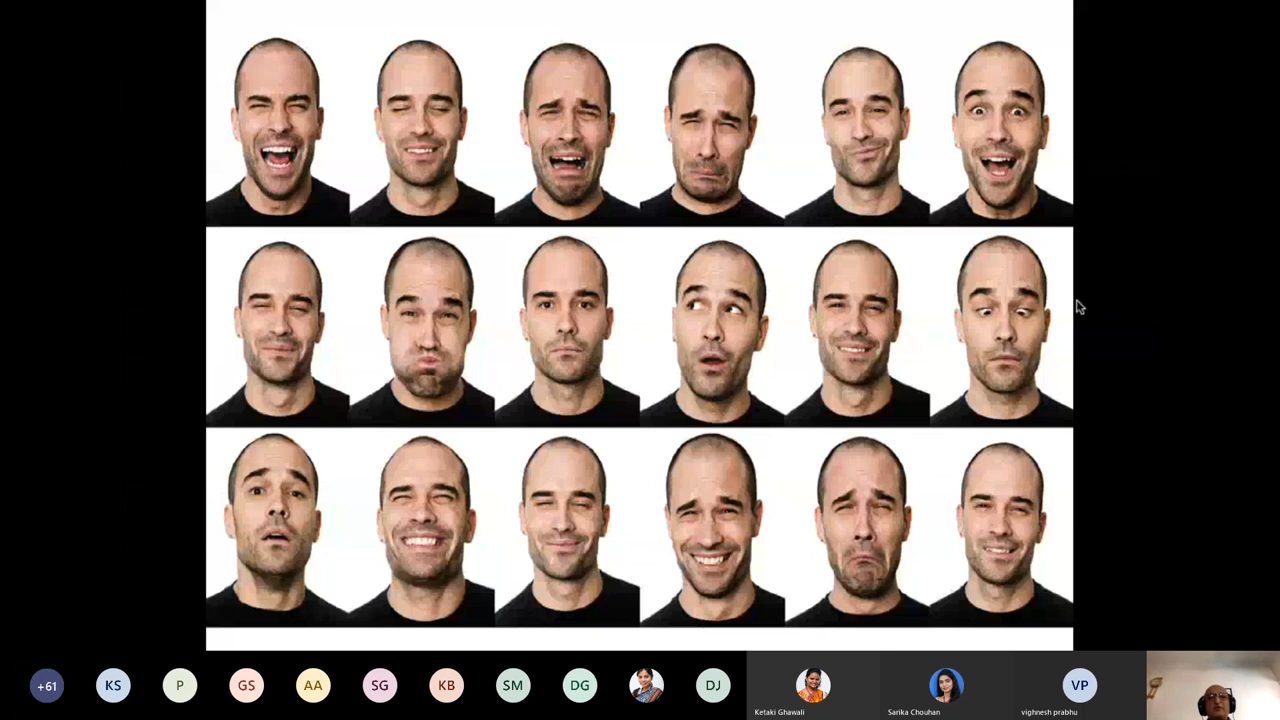 +61
KS
P
GS
AA
SG
KB
SM
DG
DJ
VP
Ketaki Ghawali
Sarika Chouhan
vighnesh prabhu